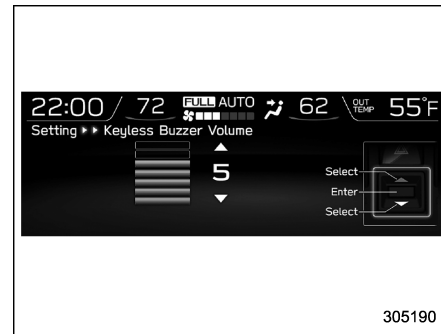 22:00 72 FULL AUTO 62 OUT TEMP 55°F
Setting ▸▸ Keyless Buzzer Volume
5
Select
Enter
Select
305190